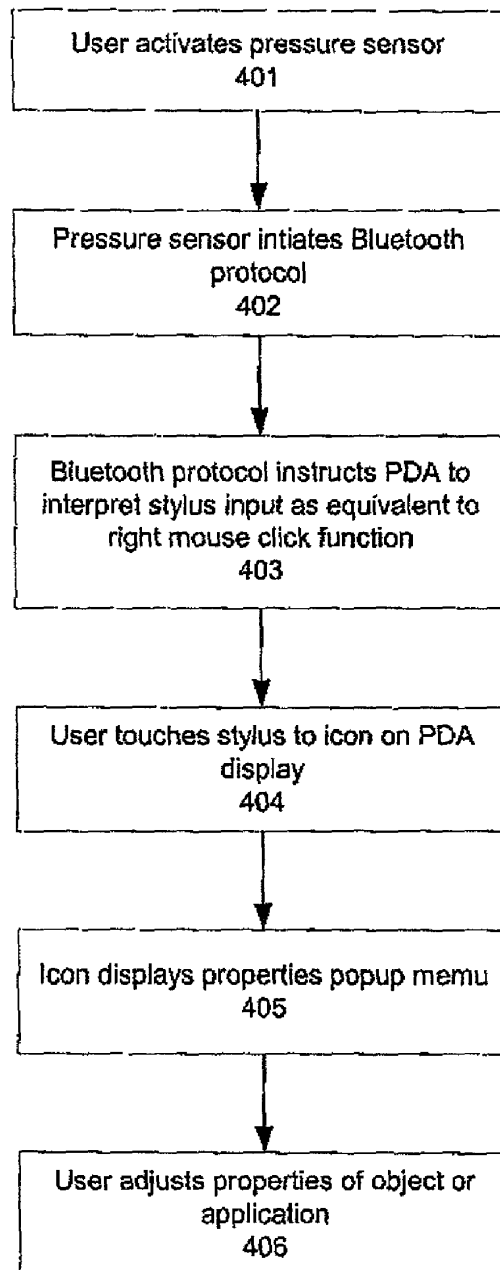 User activates pressure sensor
401
Pressure sensor intiates Bluetooth
protocol
402
Bluetooth protocol instructs PDA to
interpret stylus input as equivalent to
right mouse click function
403
User touches stylus to icon on PDA
display
404
Icon displays properties popup memu
405
User adjusts properties of object or
application
406